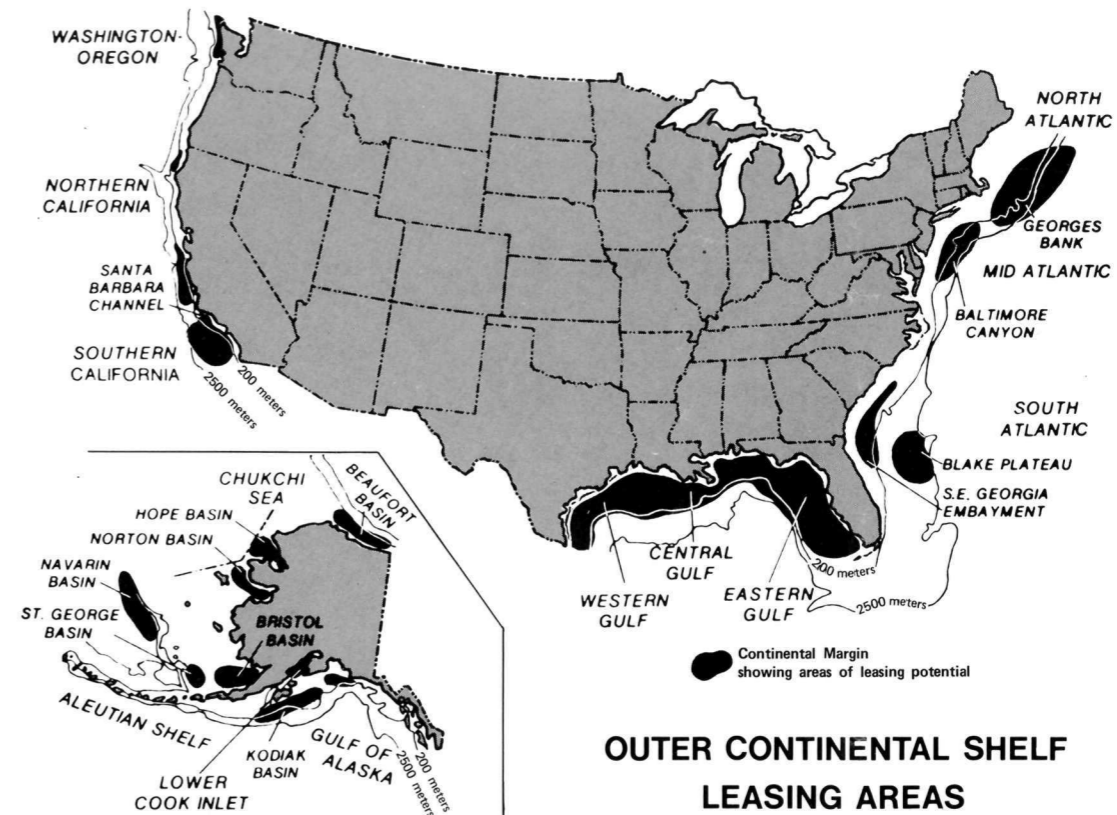 WASHINGTON-
OREGON
NORTHERN
CALIFORNIA
SANTA
BARBARA
CHANNEL
SOUTHERN
CALIFORNIA
200 meters
2500 meters
NORTH
ATLANTIC
GEORGES
BANK
MID ATLANTIC
BALTIMORE
CANYON
SOUTH
ATLANTIC
BLAKE PLATEAU
S.E. GEORGIA
EMBAYMENT
CENTRAL
GULF
WESTERN
GULF
EASTERN
GULF
200 meters
2500 meters
CHUKCHI
SEA
BEAUFORT
BASIN
HOPE BASIN
NORTON BASIN
NAVARIN
BASIN
ST. GEORGE
BASIN
BRISTOL
BASIN
ALEUTIAN SHELF
LOWER
COOK INLET
KODIAK
BASIN
GULF OF
ALASKA
200 meters
2500 meters
Continental Margin
showing areas of leasing potential
OUTER CONTINENTAL SHELF
LEASING AREAS